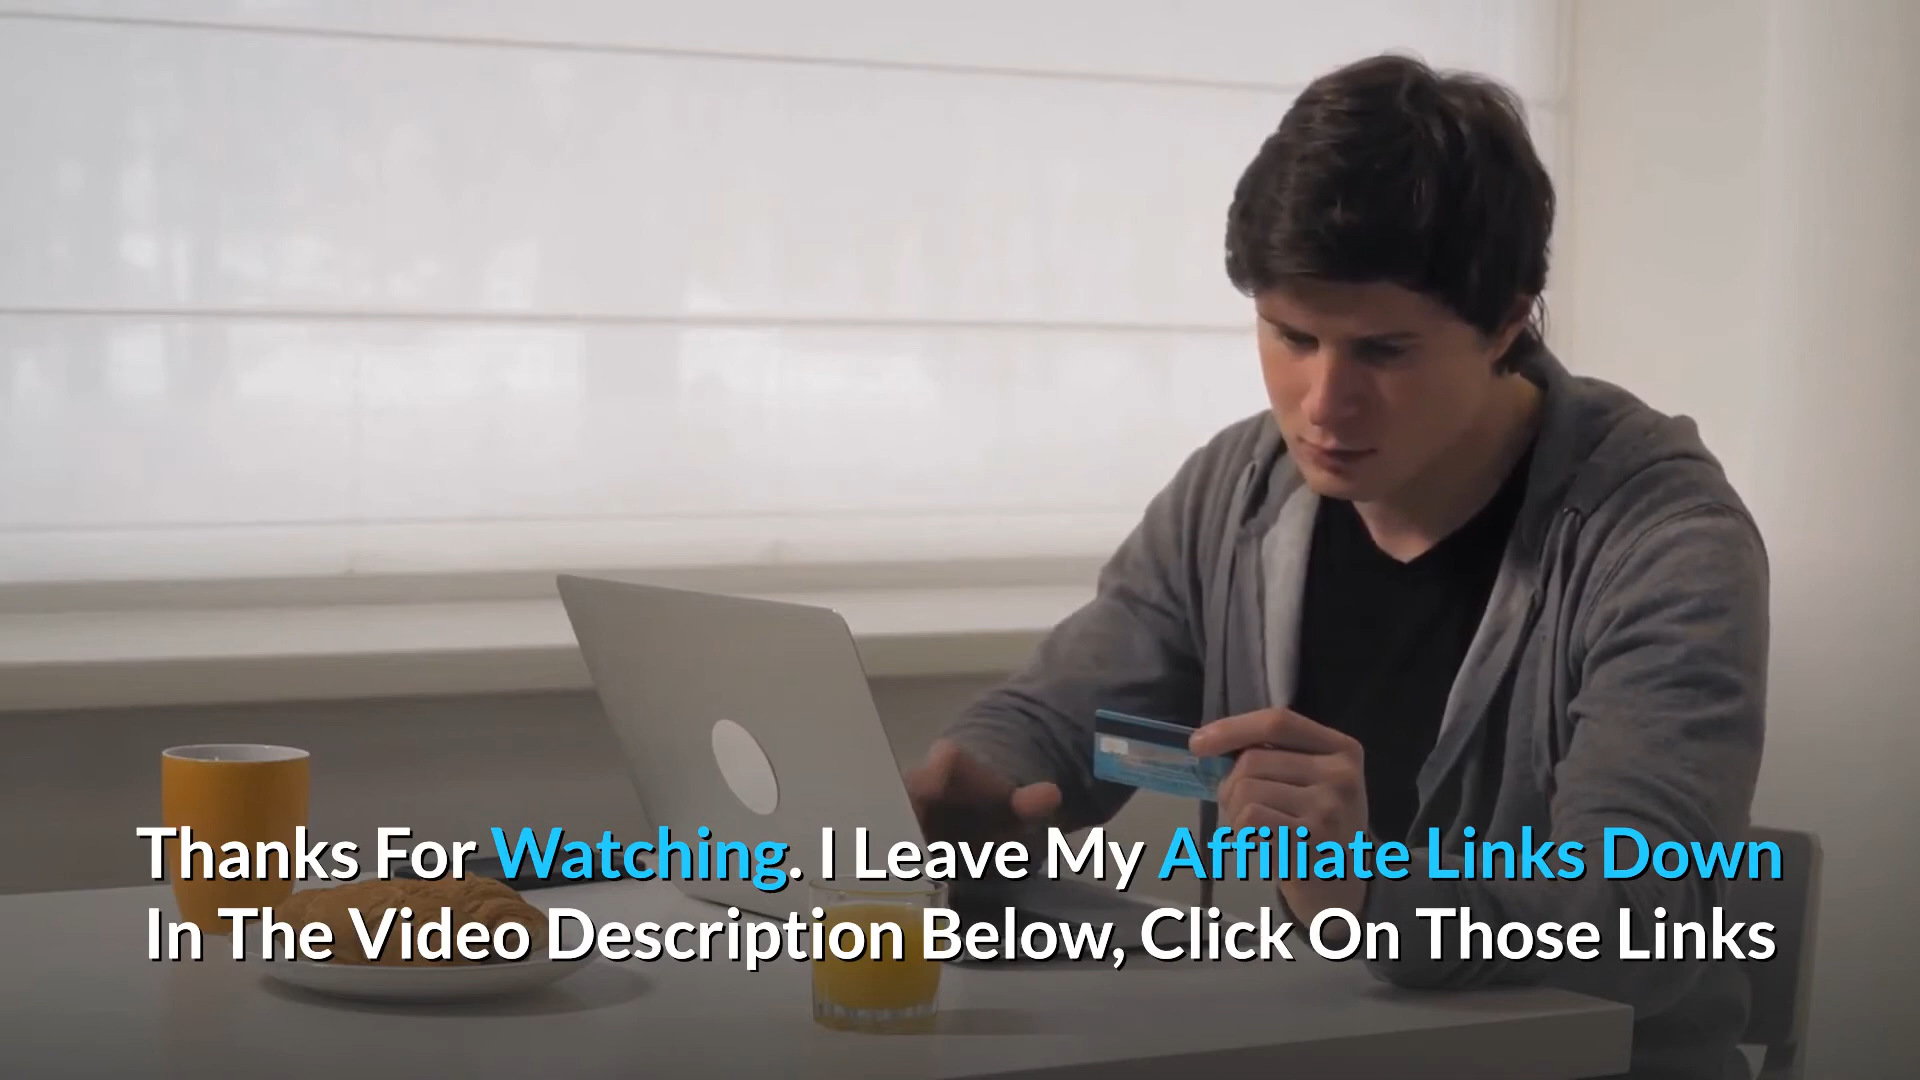 Thanks For Watching. I Leave My Affiliate Links Down
In The Video Description Below, Click On Those Links